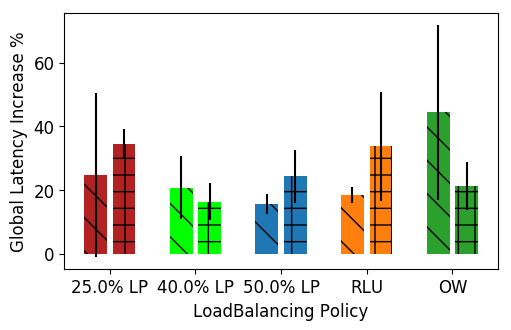 Global Latency Increase %
60
40
20
0
25.0% LP 40.0% LP 50.0% LP RLU OW
LoadBalancing Policy